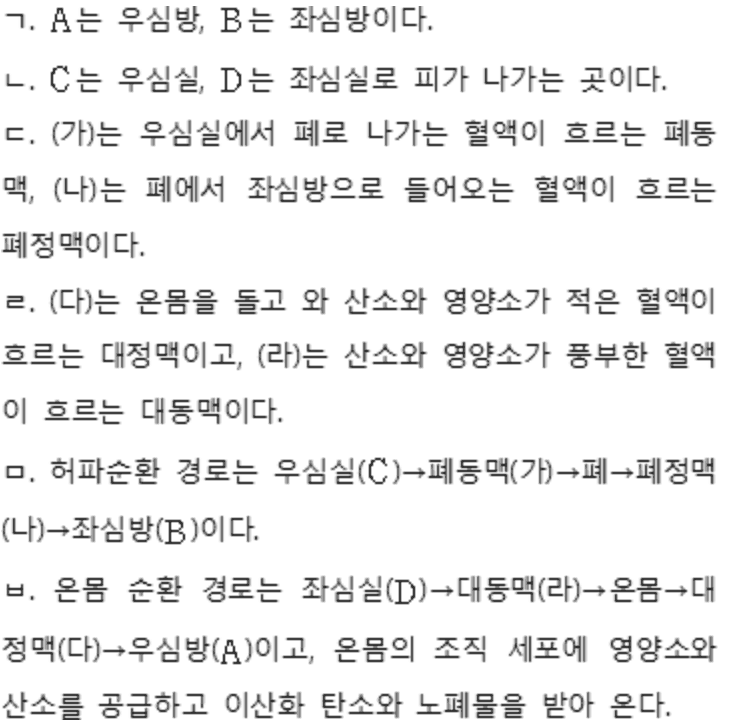 ㄱ. A는 우심방, B는 좌심방이다.
ㄴ. C는 우심실, D는 좌심실로 피가 나가는 곳이다.
ㄷ. (가)는 우심실에서 폐로 나가는 혈액이 흐르는 폐동
맥, (나)는 폐에서 좌심방으로 들어오는 혈액이 흐르는
폐정맥이다.
ㄹ. (다)는 온몸을 돌고 와 산소와 영양소가 적은 혈액이
흐르는 대정맥이고, (라)는 산소와 영양소가 풍부한 혈액
이 흐르는 대동맥이다.
ㅁ. 허파순환 경로는 우심실(C)→폐동맥(가)→폐→폐정맥
(나)→좌심방(B)이다.
ㅂ. 온몸 순환 경로는 좌심실(D)→대동맥(라)→온몸→대
정맥(다)→우심방(A)이고, 온몸의 조직 세포에 영양소와
산소를 공급하고 이산화 탄소와 노폐물을 받아 온다.